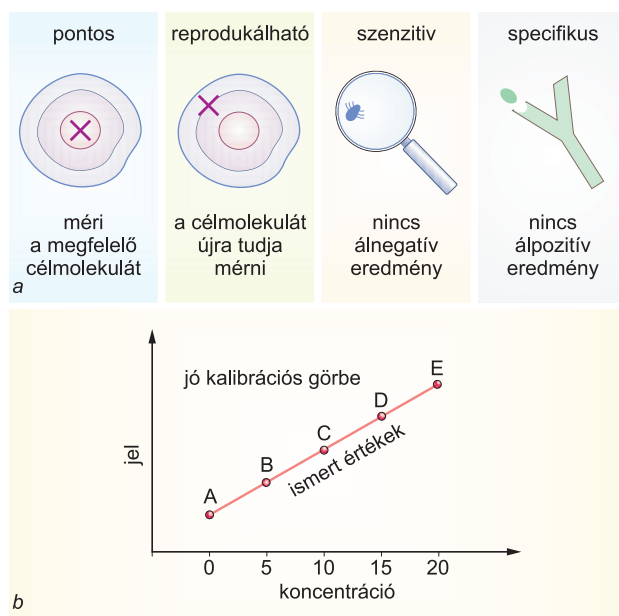 pontos
méri
a megfelelő
célmolekulát
reprodukálható
a célmolekulát
újra tudja
mérni
szenzitiv
nincs
álnegatív
eredmény
specifikus
nincs
álpozitív
eredmény
a
jó kalibrációs görbe
A
B
C
D
E
ismert értékek
jel
0 5 10 15 20
koncentráció
b